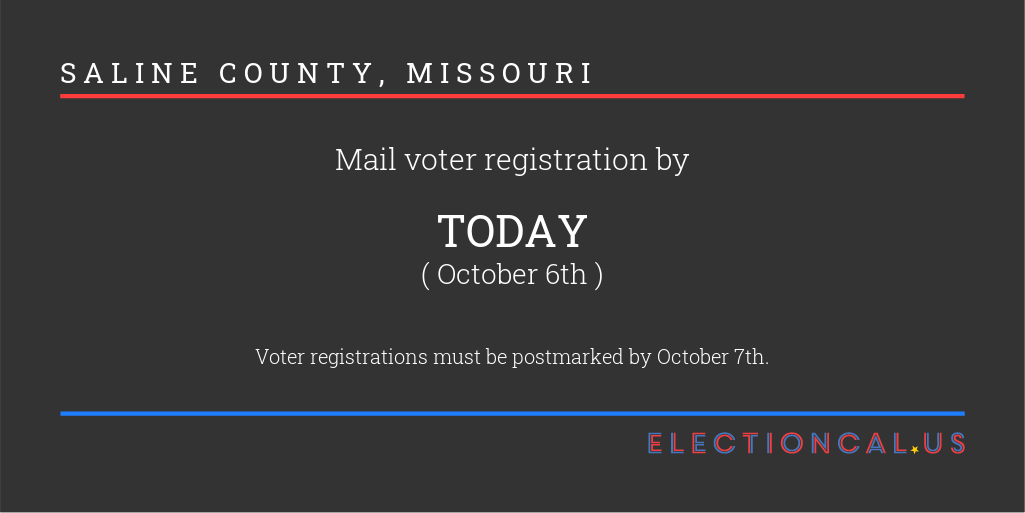 SALINE COUNTY, MISSOURI
Mail voter registration by
TODAY
( October 6th )
Voter registrations must be postmarked by October 7th.
ELECTIONCAL.US